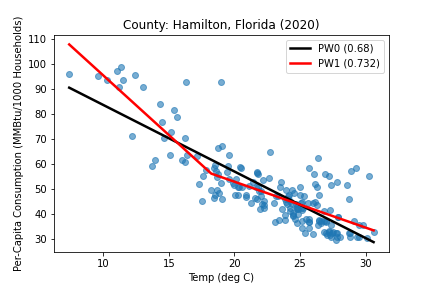 County: Hamilton, Florida (2020)
Per-Capita Consumption (MMBtu/1000 Households)
110
100
90
80
70
60
50
40
30
PW0 (0.68)
PW1 (0.732)
10
15
20
25
30
Temp (deg C)